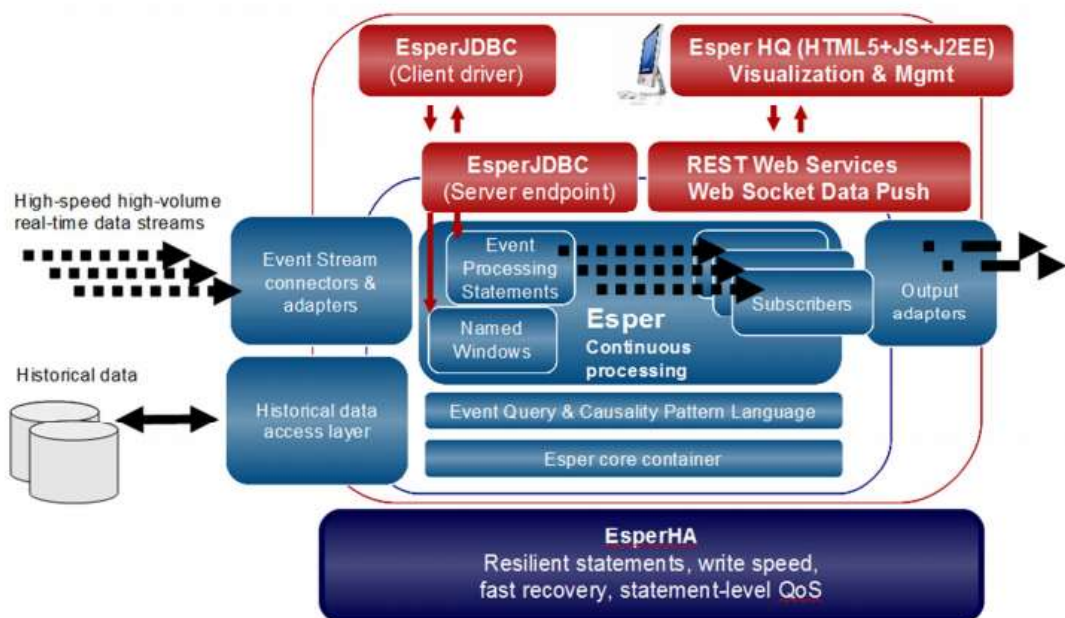 EsperJDBC
(Client driver)
Esper HQ (HTML5+JS+J2EE)
Visualization & Mgmt
EsperJDBC
(Server endpoint)
REST Web Services
Web Socket Data Push
High-speed high-volume
real-time data streams
Event Stream
connectors &
adapters
Event
Processing
Statements
Named
Windows
Esper
Continuous
processing
Subscribers
Output
adapters
Historical data
Historical data
access layer
Event Query & Causality Pattern Language
Esper core container
EsperHA
Resilient statements, write speed,
fast recovery, statement-level QoS